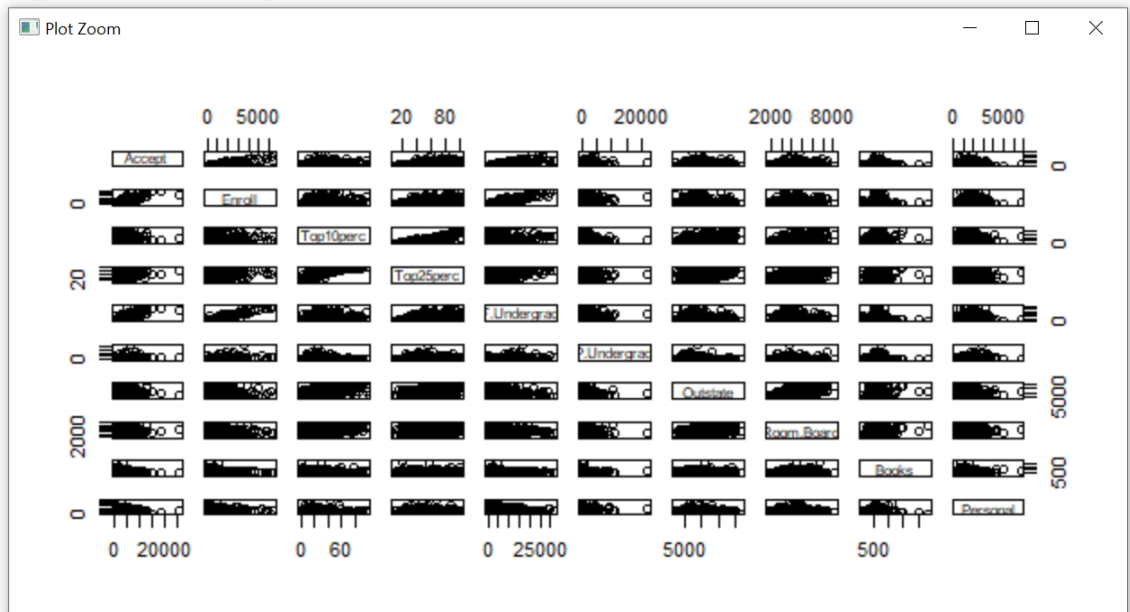 Plot Zoom
0 5000 20 80 0 20000 2000 8000 0 5000
Accept 0
0 Enroll
Top10perc 0
20 Top25perc
F.Undergrad 0
0 P.Undergrad
Outstate 5000
2000 Room.Board
Books 500
0 Personal
0 20000 0 60 0 25000 5000 500